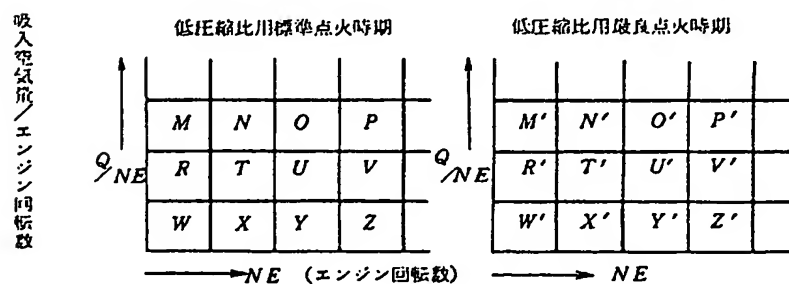 吸入空気量/エンジン回転数
低圧縮比用標準点火時期
M N O P
Q/NE R T U V
W X Y Z
NE (エンジン回転数)
低圧縮比用最良点火時期
M' N' O' P'
Q/NE R' T' U' V'
W' X' Y' Z'
NE